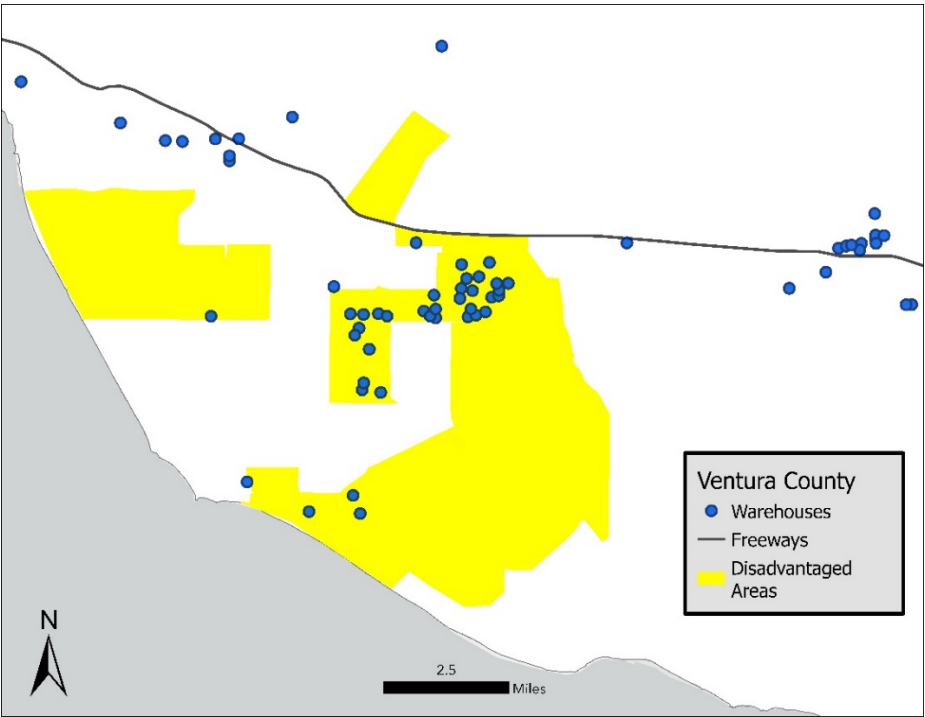 Ventura County
Warehouses
Freeways
Disadvantaged
Areas
N
2.5
Miles